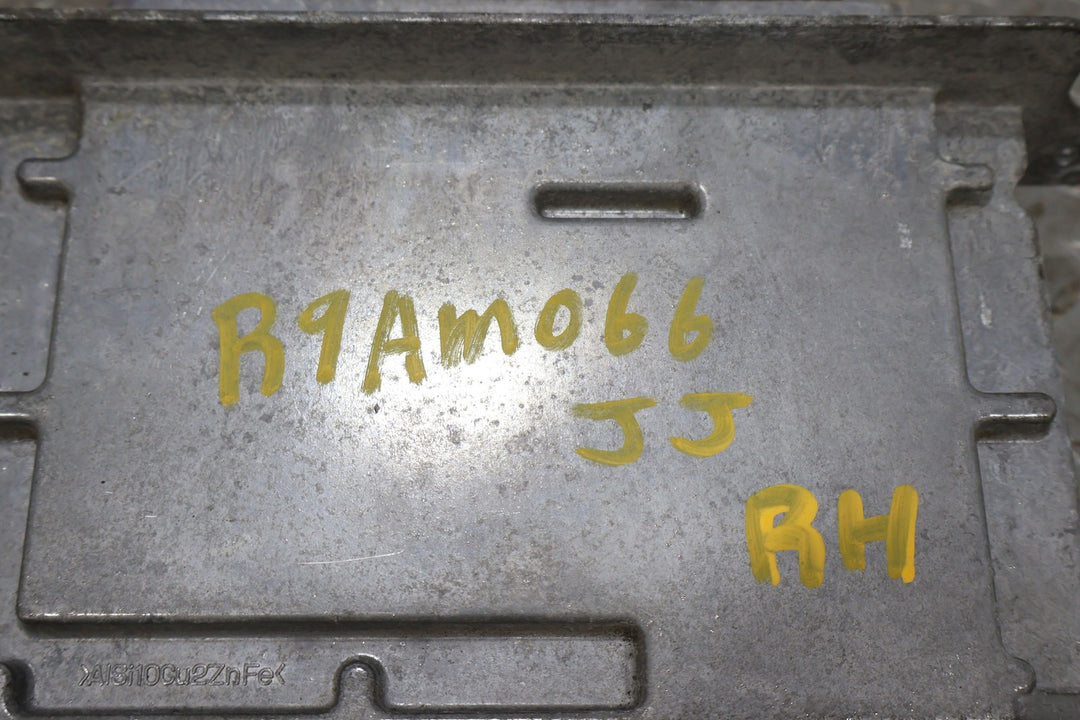 R9Am066
JJ
RH
>AlSi10Cu2ZnFe<